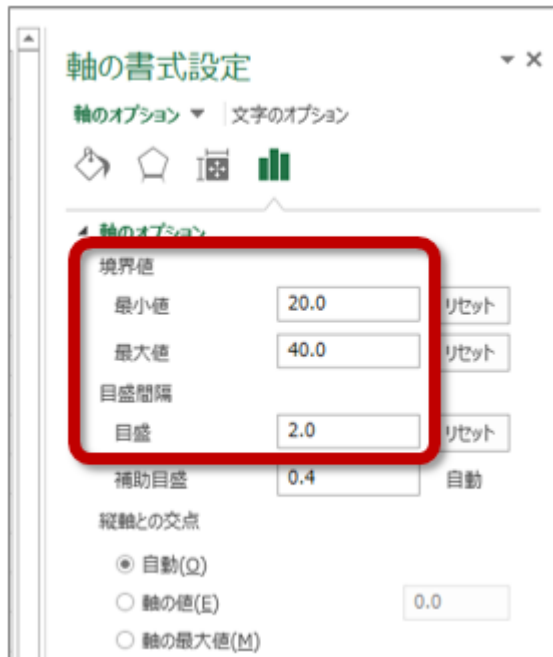 軸の書式設定
軸のオプション 文字のオプション
軸のオプション
境界値
最小値 20.0 リセット
最大値 40.0 リセット
目盛間隔
目盛 2.0 リセット
補助目盛 0.4 自動
縦軸との交点
自動(O)
軸の値(E) 0.0
軸の最大値(M)